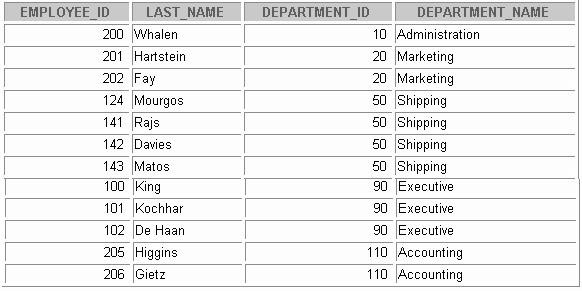 EMPLOYEE_ID LAST_NAME DEPARTMENT_ID DEPARTMENT_NAME
200 Whalen 10 Administration
201 Hartstein 20 Marketing
202 Fay 20 Marketing
124 Mourgos 50 Shipping
141 Rajs 50 Shipping
142 Davies 50 Shipping
143 Matos 50 Shipping
100 King 90 Executive
101 Kochhar 90 Executive
102 De Haan 90 Executive
205 Higgins 110 Accounting
206 Gietz 110 Accounting